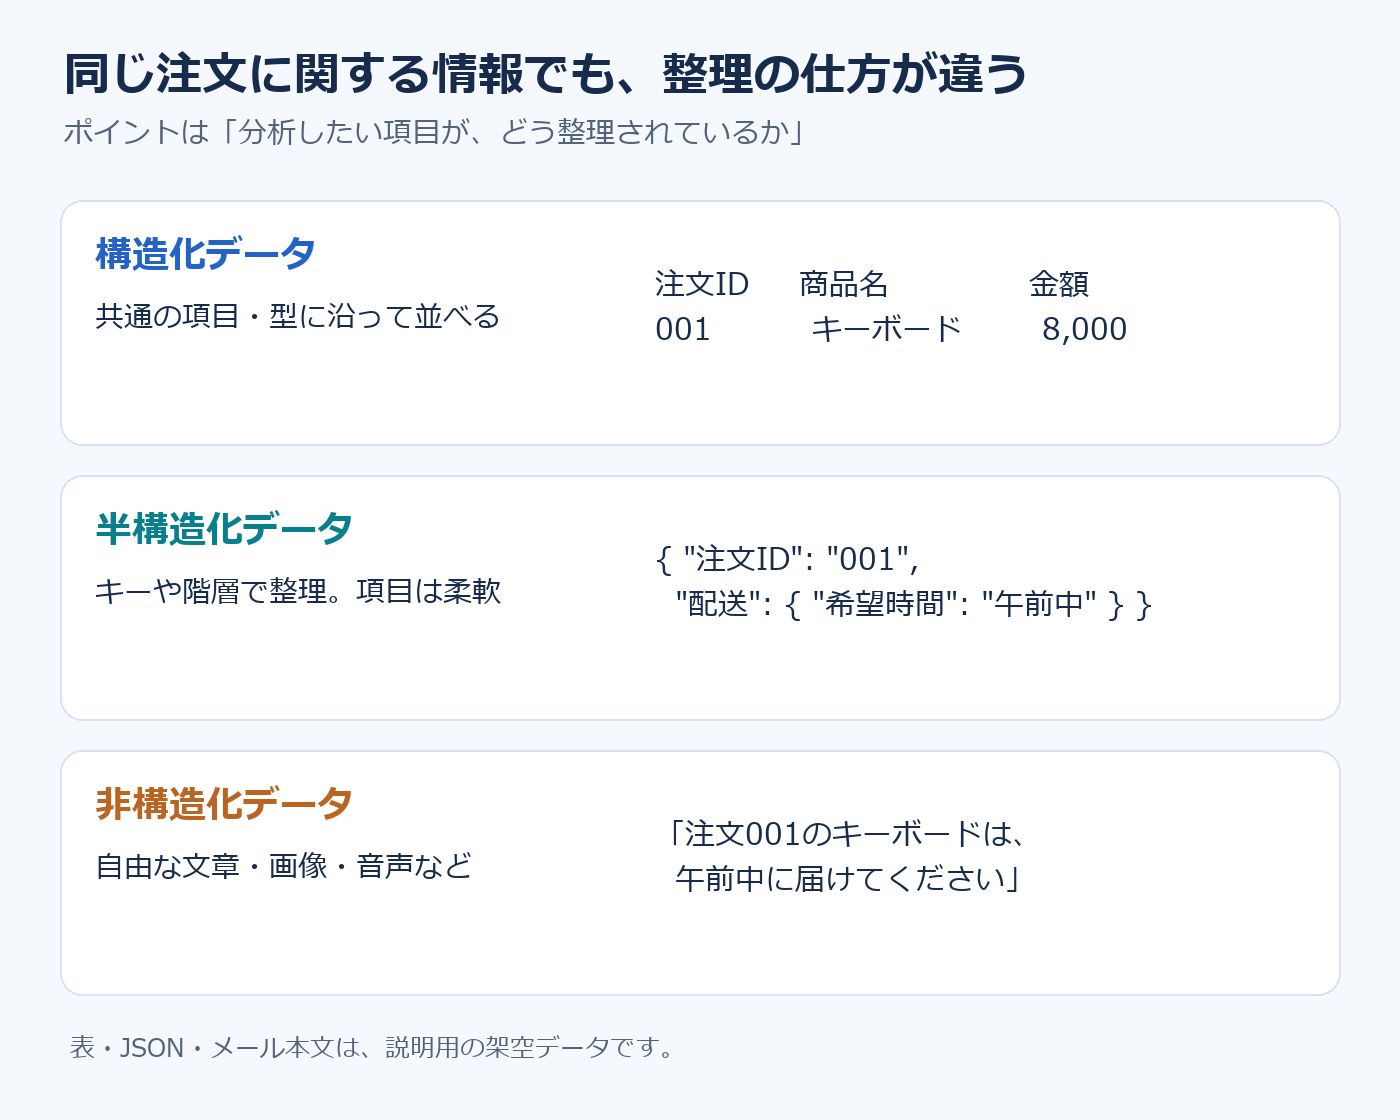 同じ注文に関する情報でも、整理の仕方が違う
ポイントは「分析したい項目が、どう整理されているか」
構造化データ
共通の項目・型に沿って並べる
注文ID 商品名 金額
001 キーボード 8,000
半構造化データ
キーや階層で整理。項目は柔軟
{ "注文ID": "001",
"配送": { "希望時間": "午前中" } }
非構造化データ
自由な文章・画像・音声など
「注文001のキーボードは、
午前中に届けてください」
表・JSON・メール本文は、説明用の架空データです。